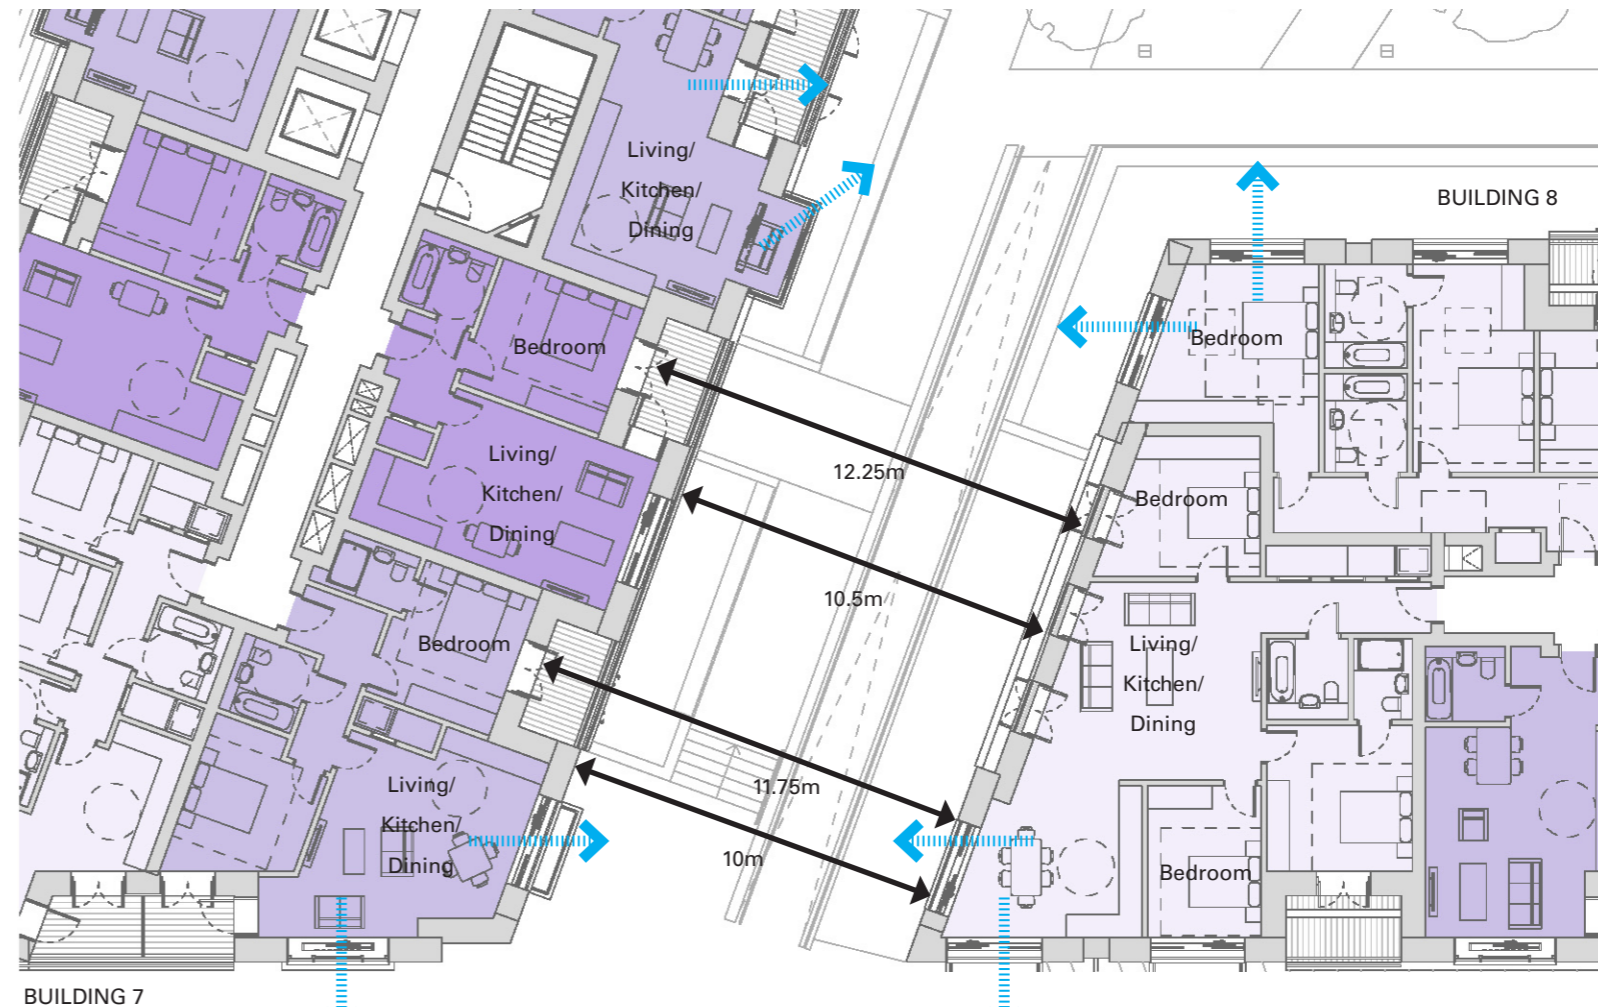 Living/
Kitchen/
Dining
BUILDING 8
Bedroom
Bedroom
Living/
Kitchen/
Dining
Bedroom
Living/
Kitchen/
Dining
12.25m
10.5m
11.75m
10m
Bedroom
Bedroom
Living/
Kitchen/
Dining
Bedroom
BUILDING 7